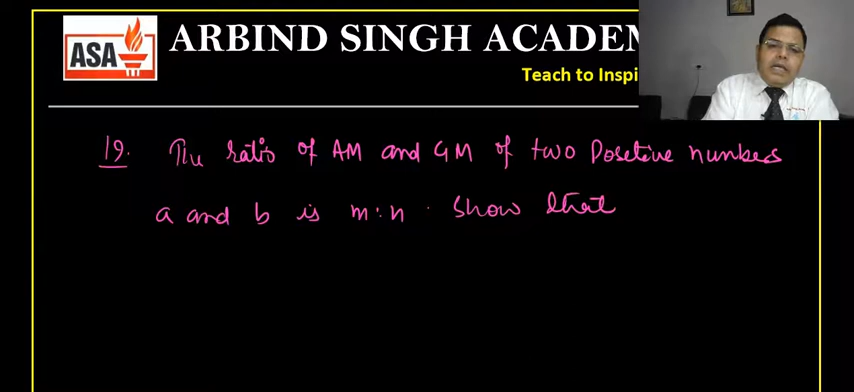 ASA
ARBIND SINGH ACADEM
Teach to Inspi
19. The ratio of AM and GM of two Posetive numbers
a and b is m:n. Show that